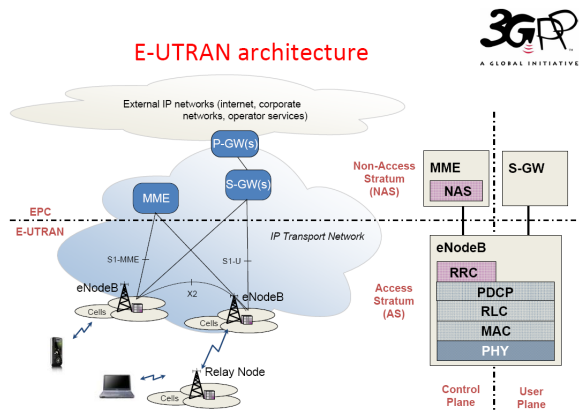 3GPP
TM
A GLOBAL INITIATIVE
E-UTRAN architecture
External IP networks (internet, corporate
networks, operator services)
P-GW(s)
MME
S-GW(s)
EPC
E-UTRAN
IP Transport Network
S1-MME
S1-U
eNodeB
X2
eNodeB
Cells
Cells
Relay Node
Cells
Non-Access
Stratum
(NAS)
MME
NAS
S-GW
Access
Stratum
(AS)
eNodeB
RRC
PDCP
RLC
MAC
PHY
Control
Plane
User
Plane